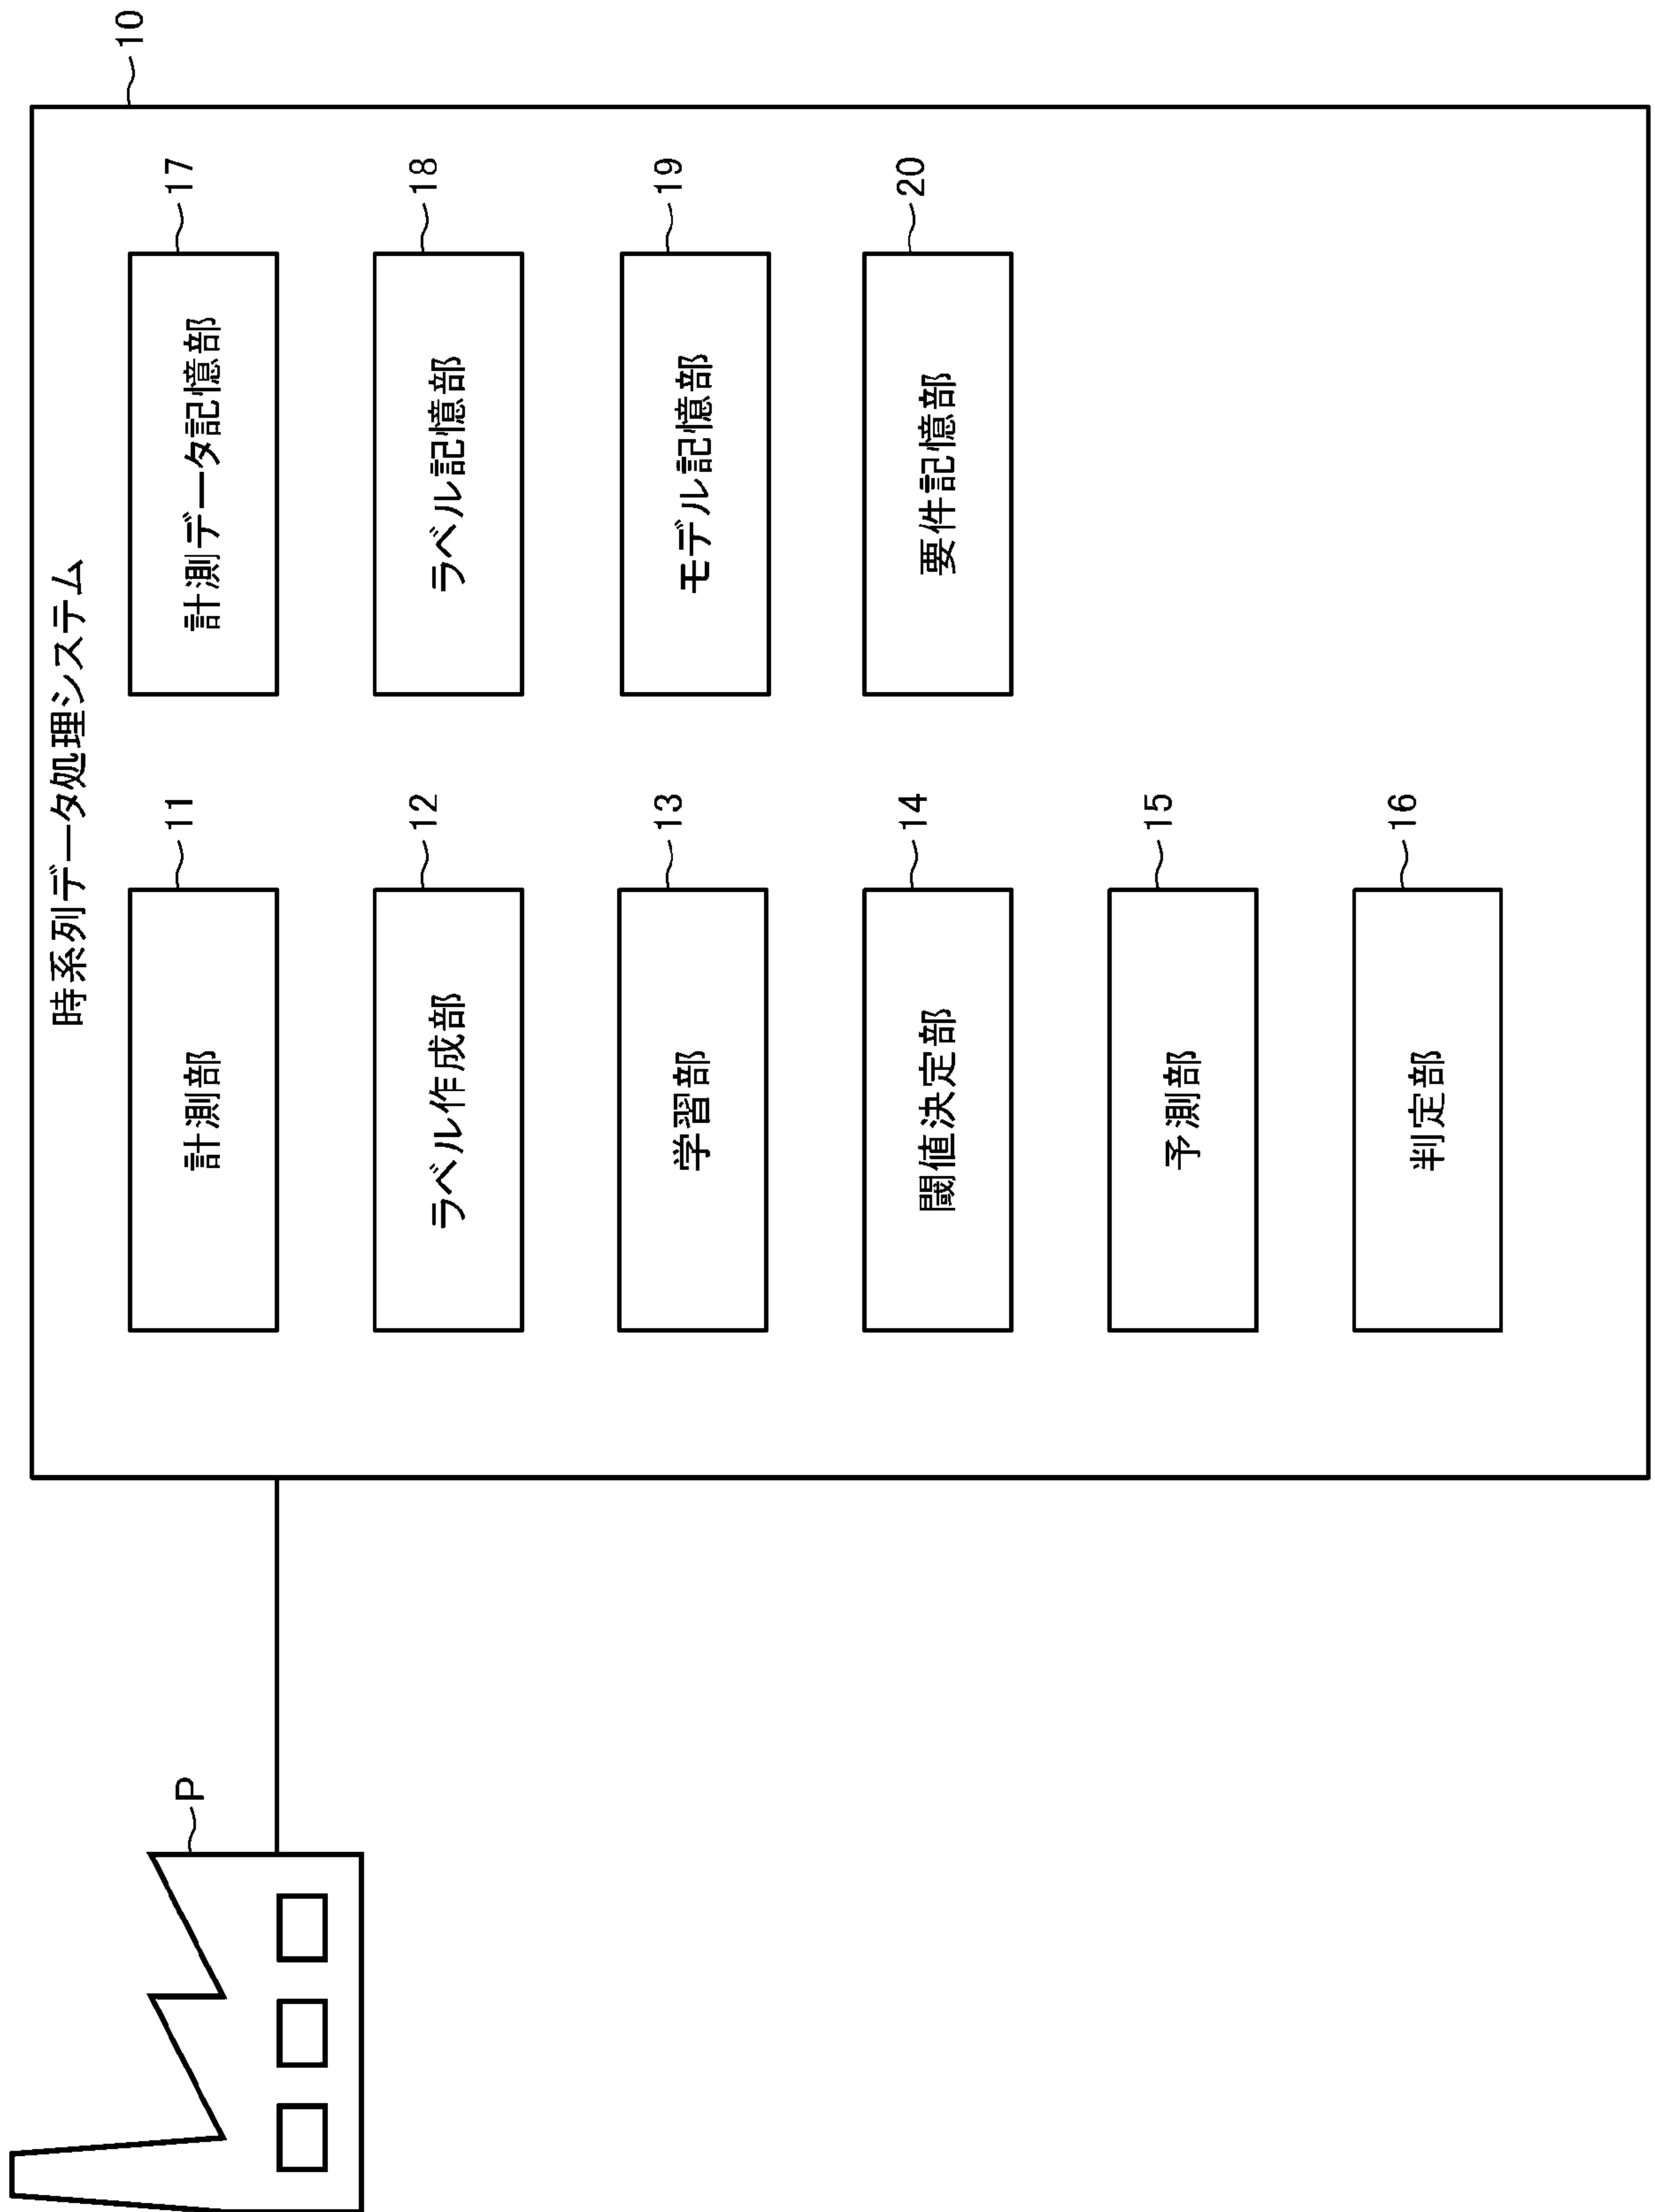 時系列データ処理システム
10
P
計測部
11
計測データ記憶部
17
ラベル作成部
12
ラベル記憶部
18
学習部
13
モデル記憶部
19
閾値決定部
14
要件記憶部
20
予測部
15
判定部
16